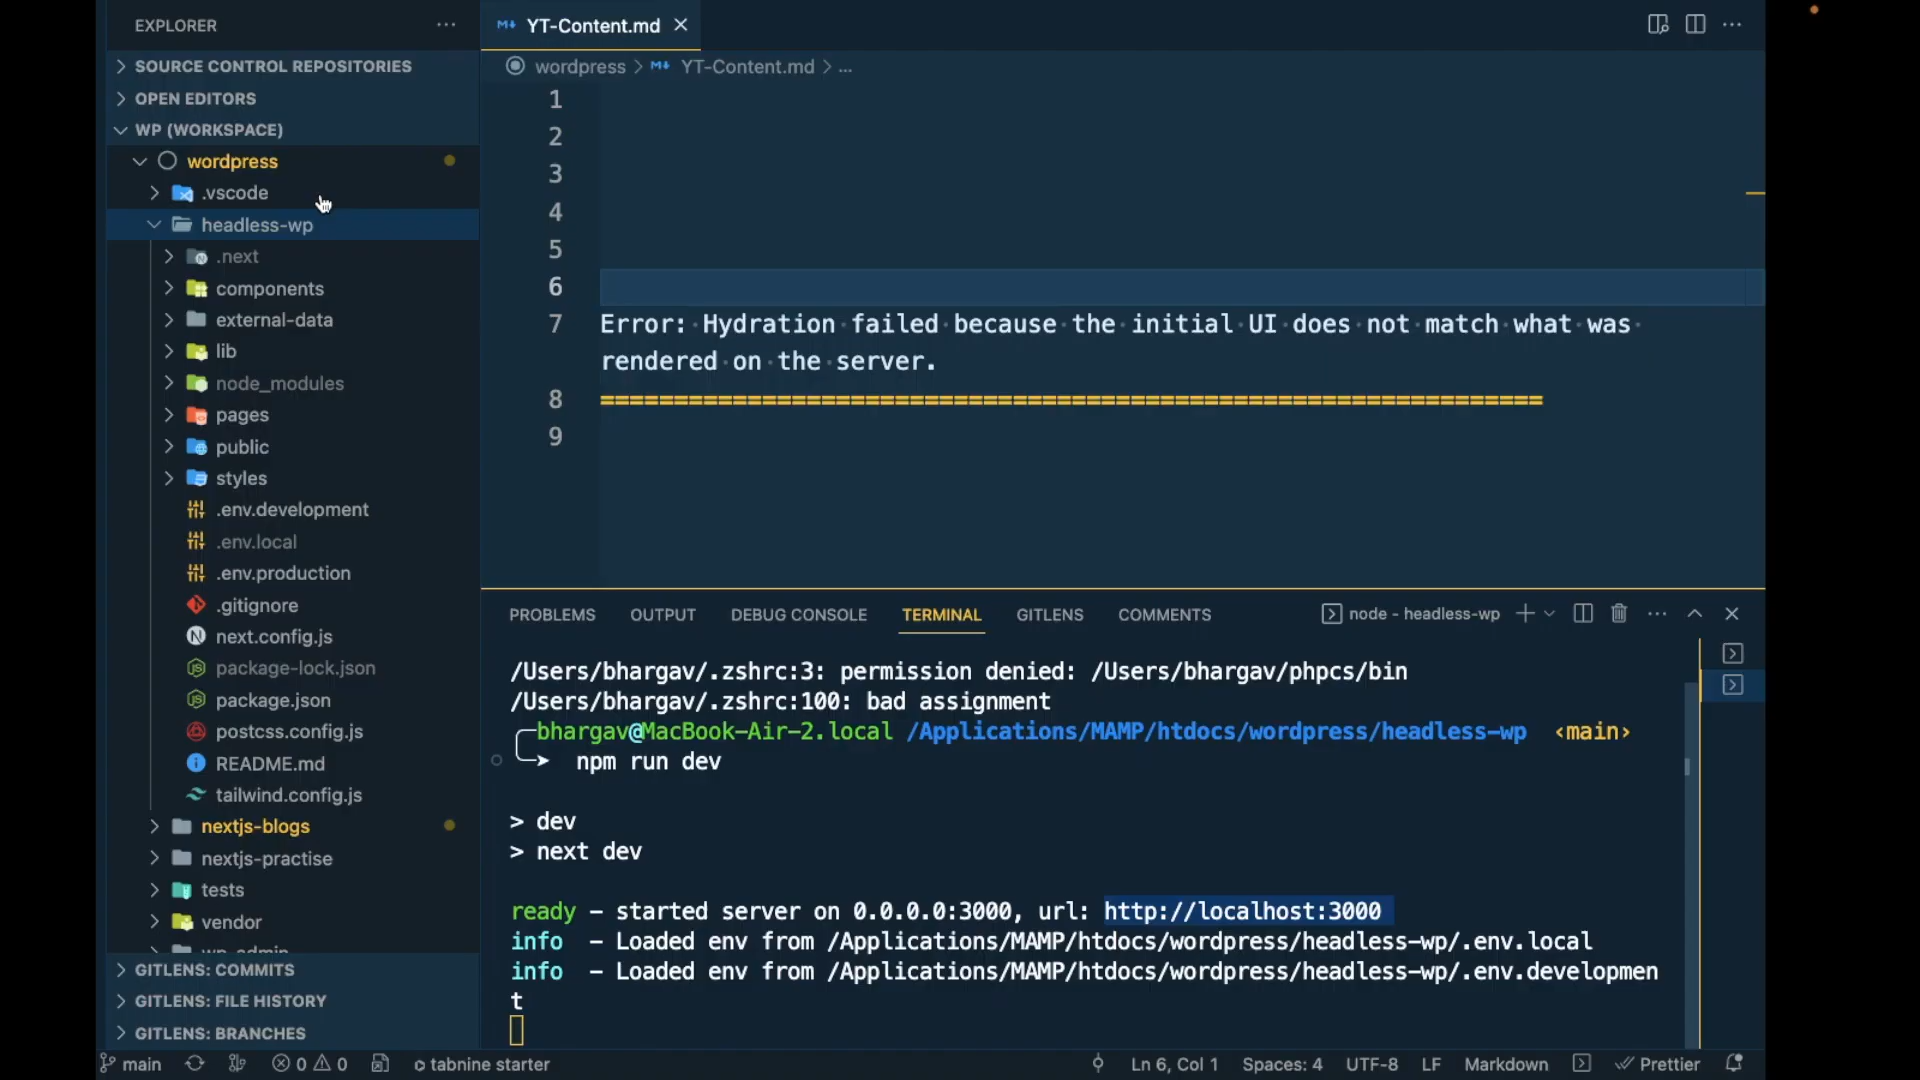 EXPLORER
SOURCE CONTROL REPOSITORIES
OPEN EDITORS
WP (WORKSPACE)
wordpress
.vscode
headless-wp
.next
components
external-data
lib
node_modules
pages
public
styles
.env.development
.env.local
.env.production
.gitignore
next.config.js
package-lock.json
package.json
postcss.config.js
README.md
tailwind.config.js
nextjs-blogs
nextjs-practise
tests
vendor
wp-admin
GITLENS: COMMITS
GITLENS: FILE HISTORY
GITLENS: BRANCHES
YT-Content.md
wordpress > YT-Content.md > ...
1
2
3
4
5
6
7 Error: Hydration failed because the initial UI does not match what was
rendered on the server.
8 ================================================================
9
PROBLEMS OUTPUT DEBUG CONSOLE TERMINAL GITLENS COMMENTS node - headless-wp
/Users/bhargav/.zshrc:3: permission denied: /Users/bhargav/phpcs/bin
/Users/bhargav/.zshrc:100: bad assignment
bhargav@MacBook-Air-2.local /Applications/MAMP/htdocs/wordpress/headless-wp ‹main›
npm run dev
> dev
> next dev
ready - started server on 0.0.0.0:3000, url: http://localhost:3000
info - Loaded env from /Applications/MAMP/htdocs/wordpress/headless-wp/.env.local
info - Loaded env from /Applications/MAMP/htdocs/wordpress/headless-wp/.env.developmen
t
main 0 0 tabnine starter Ln 6, Col 1 Spaces: 4 UTF-8 LF Markdown Prettier